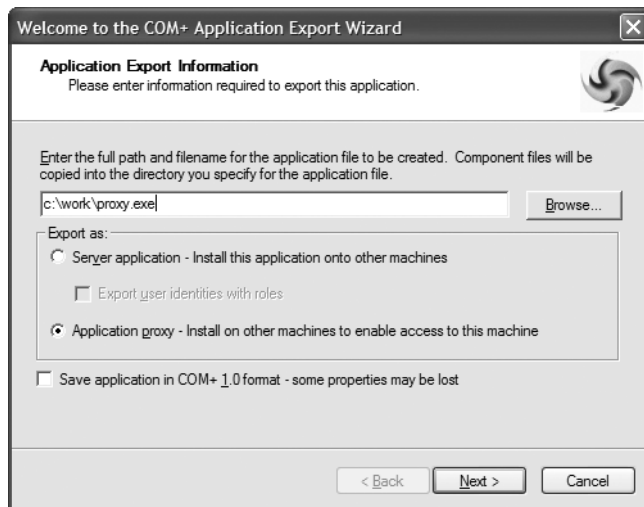 Welcome to the COM+ Application Export Wizard
Application Export Information
Please enter information required to export this application.
Enter the full path and filename for the application file to be created. Component files will be
copied into the directory you specify for the application file.
c:\work\proxy.exe
Browse...
Export as:
Server application - Install this application onto other machines
Export user identities with roles
Application proxy - Install on other machines to enable access to this machine
Save application in COM+ 1.0 format - some properties may be lost
< Back
Next >
Cancel